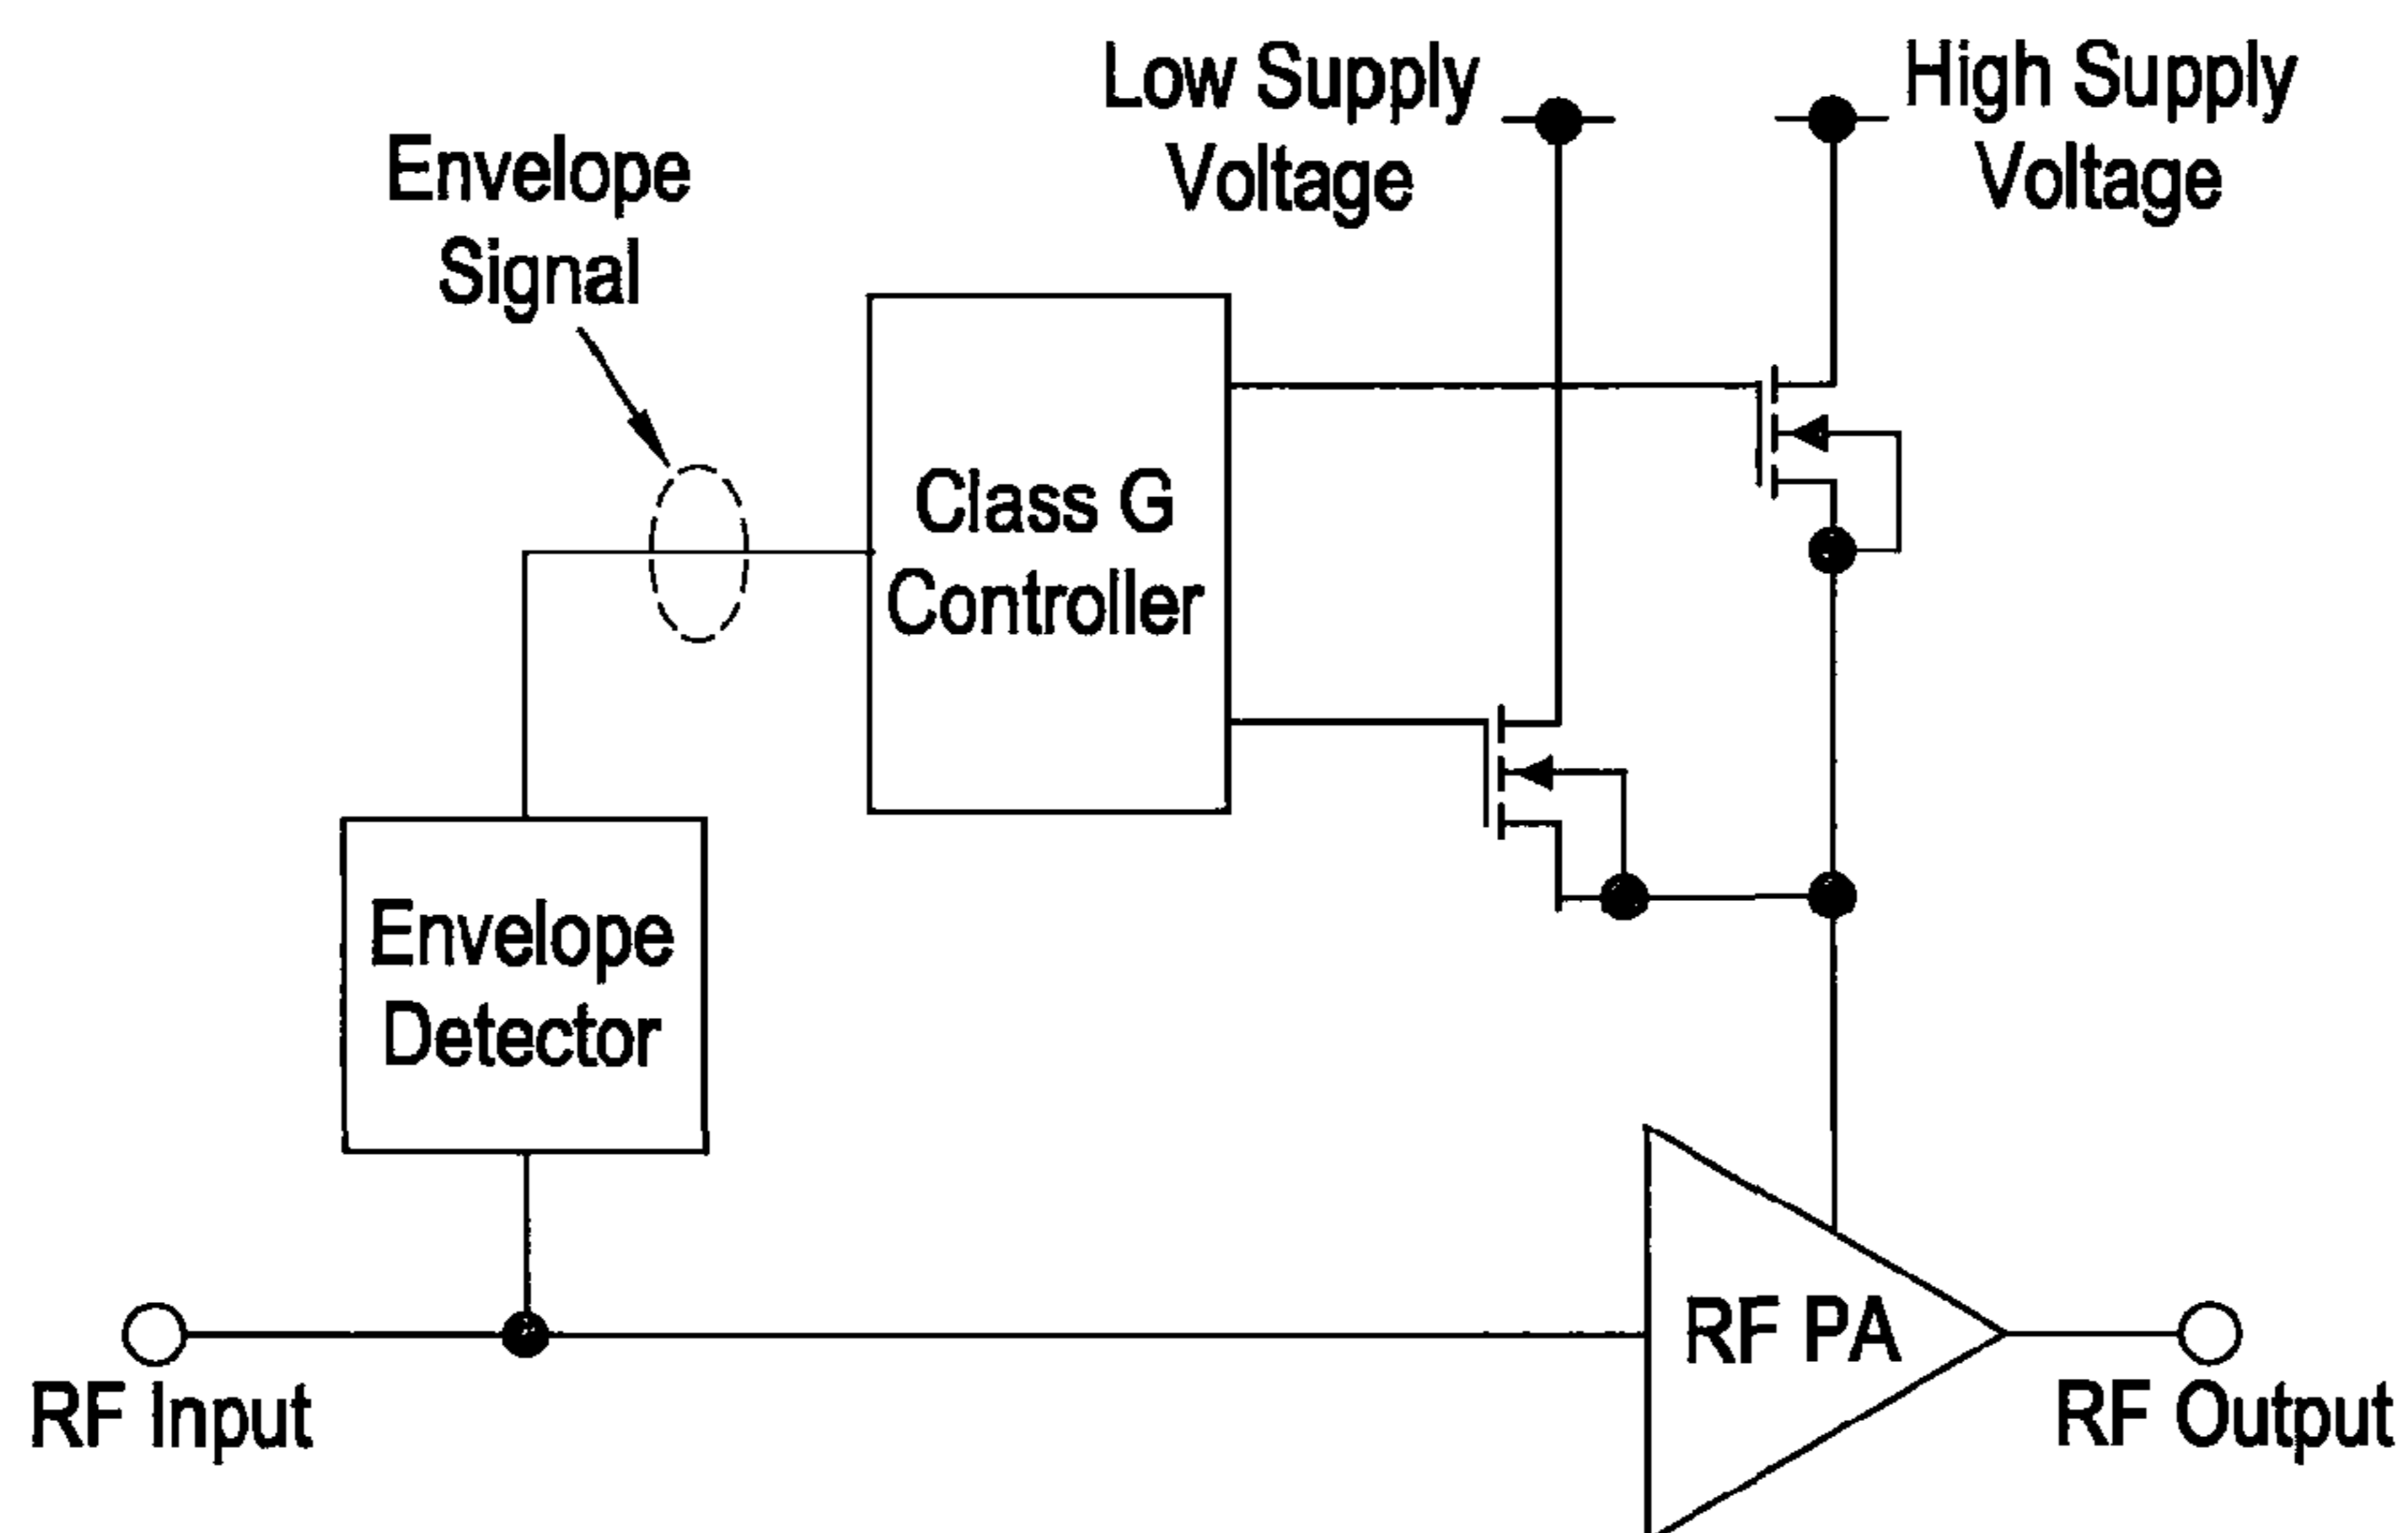 Low Supply
Voltage
High Supply
Voltage
Envelope
Signal
Class G
Controller
Envelope
Detector
RF PA
RF Input
RF Output